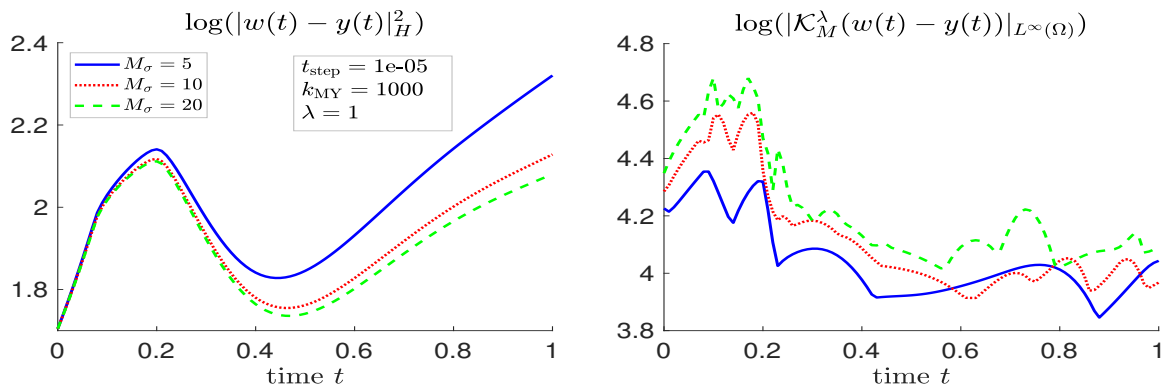 log(|w(t) − y(t)|²_H)
2.4
2.2
2
1.8
0 0.2 0.4 0.6 0.8 1
time t
M_σ = 5
M_σ = 10
M_σ = 20
t_step = 1e-05
k_MY = 1000
λ = 1
log(|𝒦^λ_M(w(t) − y(t))|_{L^∞(Ω)})
4.8
4.6
4.4
4.2
4
3.8
0 0.2 0.4 0.6 0.8 1
time t